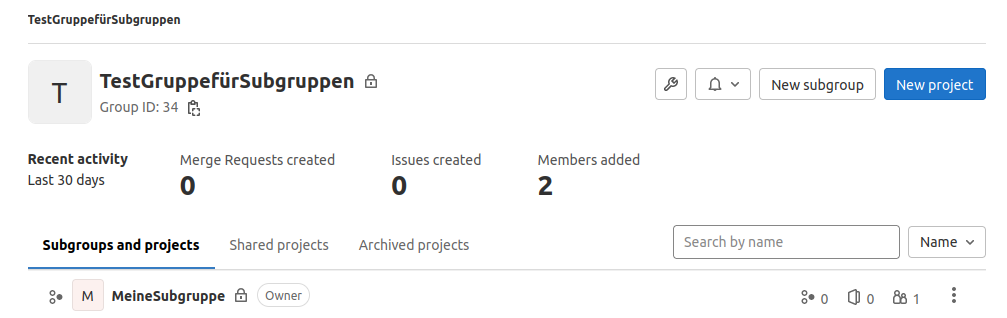 TestGruppefürSubgruppen
T
TestGruppefürSubgruppen
Group ID: 34
New subgroup
New project
Recent activity
Last 30 days
Merge Requests created
0
Issues created
0
Members added
2
Subgroups and projects
Shared projects
Archived projects
Search by name
Name
M
MeineSubgruppe
Owner
0
0
1